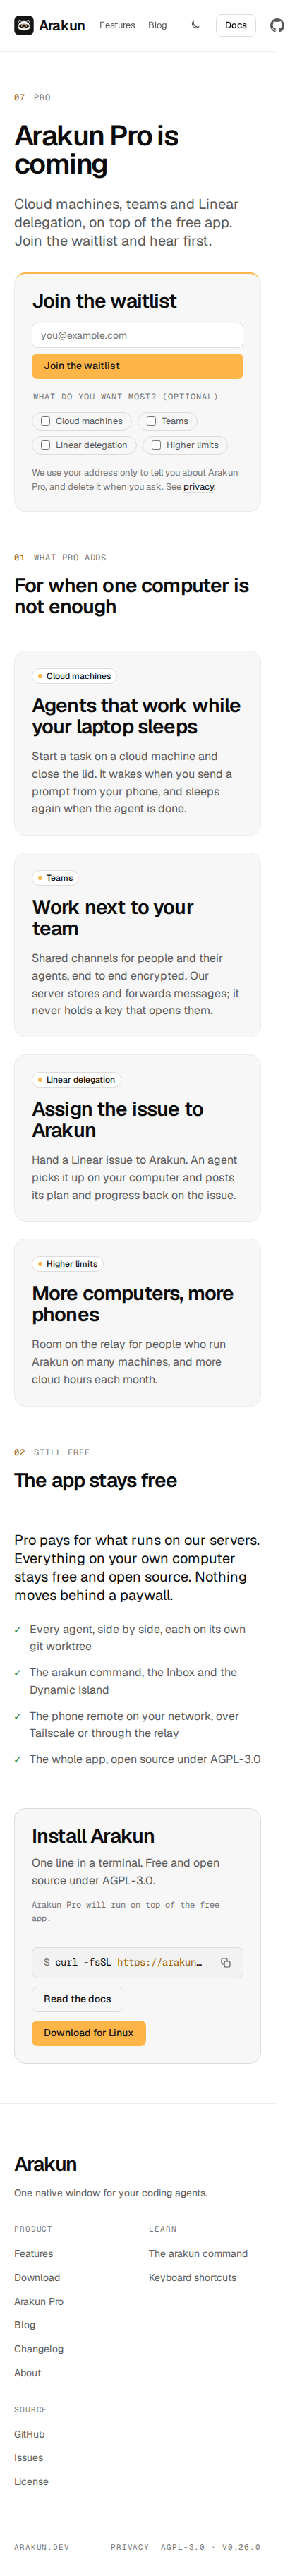 Arakun Features Blog Docs
07 PRO
Arakun Pro is
coming
Cloud machines, teams and Linear
delegation, on top of the free app.
Join the waitlist and hear first.
Join the waitlist
you@example.com
Join the waitlist
WHAT DO YOU WANT MOST? (OPTIONAL)
Cloud machines Teams
Linear delegation Higher limits
We use your address only to tell you about Arakun
Pro, and delete it when you ask. See privacy.
01 WHAT PRO ADDS
For when one computer is
not enough
Cloud machines
Agents that work while
your laptop sleeps
Start a task on a cloud machine and
close the lid. It wakes when you send a
prompt from your phone, and sleeps
again when the agent is done.
Teams
Work next to your
team
Shared channels for people and their
agents, end to end encrypted. Our
server stores and forwards messages; it
never holds a key that opens them.
Linear delegation
Assign the issue to
Arakun
Hand a Linear issue to Arakun. An agent
picks it up on your computer and posts
its plan and progress back on the issue.
Higher limits
More computers, more
phones
Room on the relay for people who run
Arakun on many machines, and more
cloud hours each month.
02 STILL FREE
The app stays free
Pro pays for what runs on our servers.
Everything on your own computer
stays free and open source. Nothing
moves behind a paywall.
✓ Every agent, side by side, each on its own
git worktree
✓ The arakun command, the Inbox and the
Dynamic Island
✓ The phone remote on your network, over
Tailscale or through the relay
✓ The whole app, open source under AGPL-3.0
Install Arakun
One line in a terminal. Free and open
source under AGPL-3.0.
Arakun Pro will run on top of the free
app.
$ curl -fsSL https://arakun…
Read the docs
Download for Linux
Arakun
One native window for your coding agents.
PRODUCT
Features
Download
Arakun Pro
Blog
Changelog
About
LEARN
The arakun command
Keyboard shortcuts
SOURCE
GitHub
Issues
License
ARAKUN.DEV PRIVACY AGPL-3.0 · V0.26.0